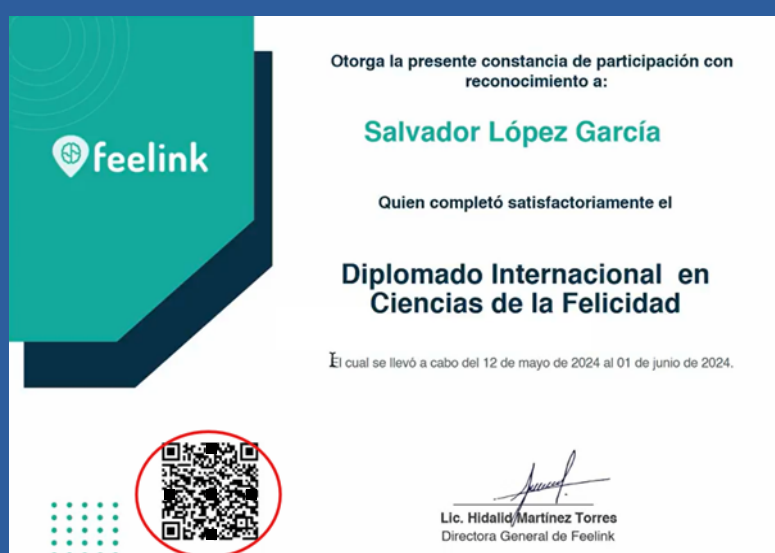 feelink
Otorga la presente constancia de participación con
reconocimiento a:
Salvador López García
Quien completó satisfactoriamente el
Diplomado Internacional en
Ciencias de la Felicidad
El cual se llevó a cabo del 12 de mayo de 2024 al 01 de junio de 2024.
Lic. Hidalid Martínez Torres
Directora General de Feelink